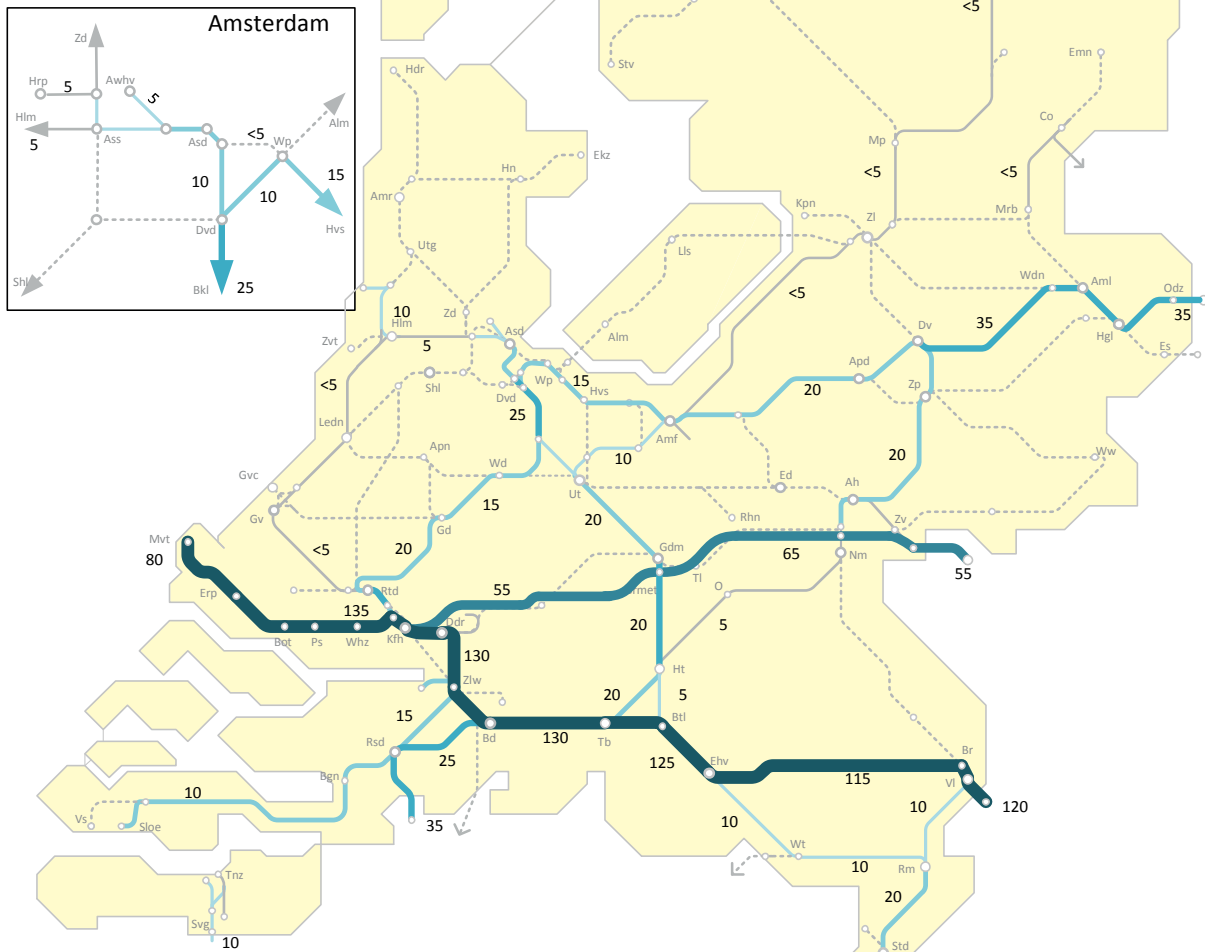 Amsterdam
Zd
Hrp
5
Awhv
5
Hlm
5
Ass
Asd
<5
Wp
Alm
10
10
15
Dvd
Hvs
Shl
Bkl
25
<5
Stv
Emn
Hdr
Co
Mp
Ekz
Hn
<5
<5
Amr
Kpn
Zl
Mrb
Utg
Lls
<5
Wdn
Aml
Odz
10
Zd
Hlm
5
Asd
Alm
35
Hgl
35
Zvt
Dv
Es
<5
Shl
Wp
15
Hvs
Apd
20
Zp
Dvd
25
Ledn
Amf
Apn
10
20
Ww
Gvc
Wd
Ut
Ed
Ah
15
Gv
Gd
20
Rhn
Zv
Mvt
80
<5
20
Gdm
65
Nm
55
Tl
Erp
135
Rtd
55
rmet
O
Bot
Ps
Whz
Kfh
Ddr
20
5
130
Ht
Zlw
15
20
5
Rsd
Bd
130
Tb
Btl
25
125
Ehv
Br
Bgn
115
Vl
10
120
Vs
Sloe
35
10
10
Wt
10
Rm
Tnz
20
Svg
10
Std